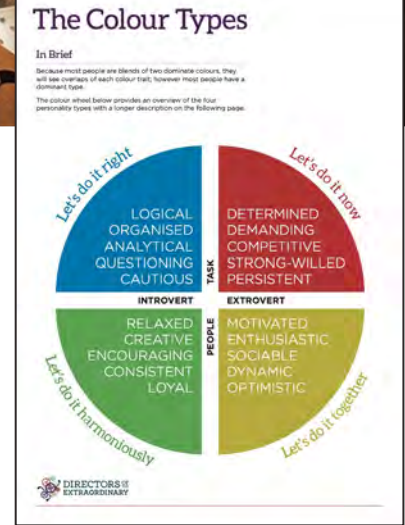 The Colour Types
In Brief
Because most people are blends of two dominate colours, they
will see overlaps of each colour trait; however most people have a
dominant type.
The colour wheel below provides an overview of the four
personality types with a longer description on the following page.
Let's do it right
Let's do it now
LOGICAL
ORGANISED
ANALYTICAL
QUESTIONING
CAUTIOUS
TASK
DETERMINED
DEMANDING
COMPETITIVE
STRONG-WILLED
PERSISTENT
INTROVERT
EXTROVERT
RELAXED
CREATIVE
ENCOURAGING
CONSISTENT
LOYAL
PEOPLE
MOTIVATED
ENTHUSIASTIC
SOCIABLE
DYNAMIC
OPTIMISTIC
Let's do it harmoniously
Let's do it together
DIRECTORS
EXTRAORDINARY